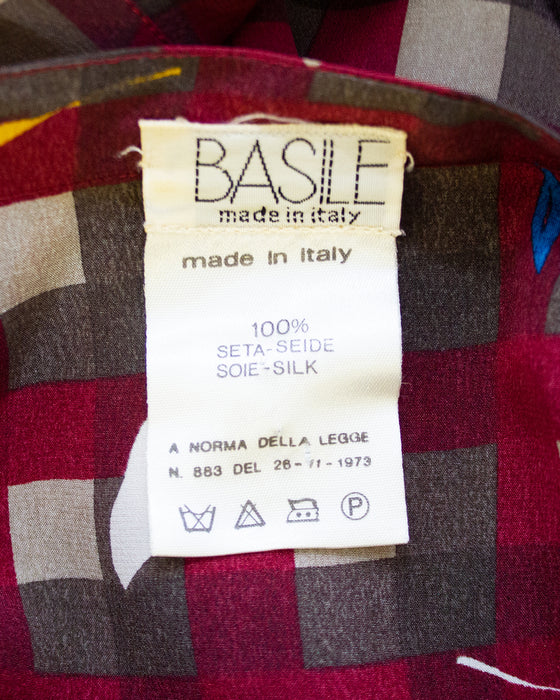 BASILE
made in italy
made in Italy
100%
SETA-SEIDE
SOIE-SILK
A NORMA DELLA LEGGE
N. 883 DEL 26-11-1973
P